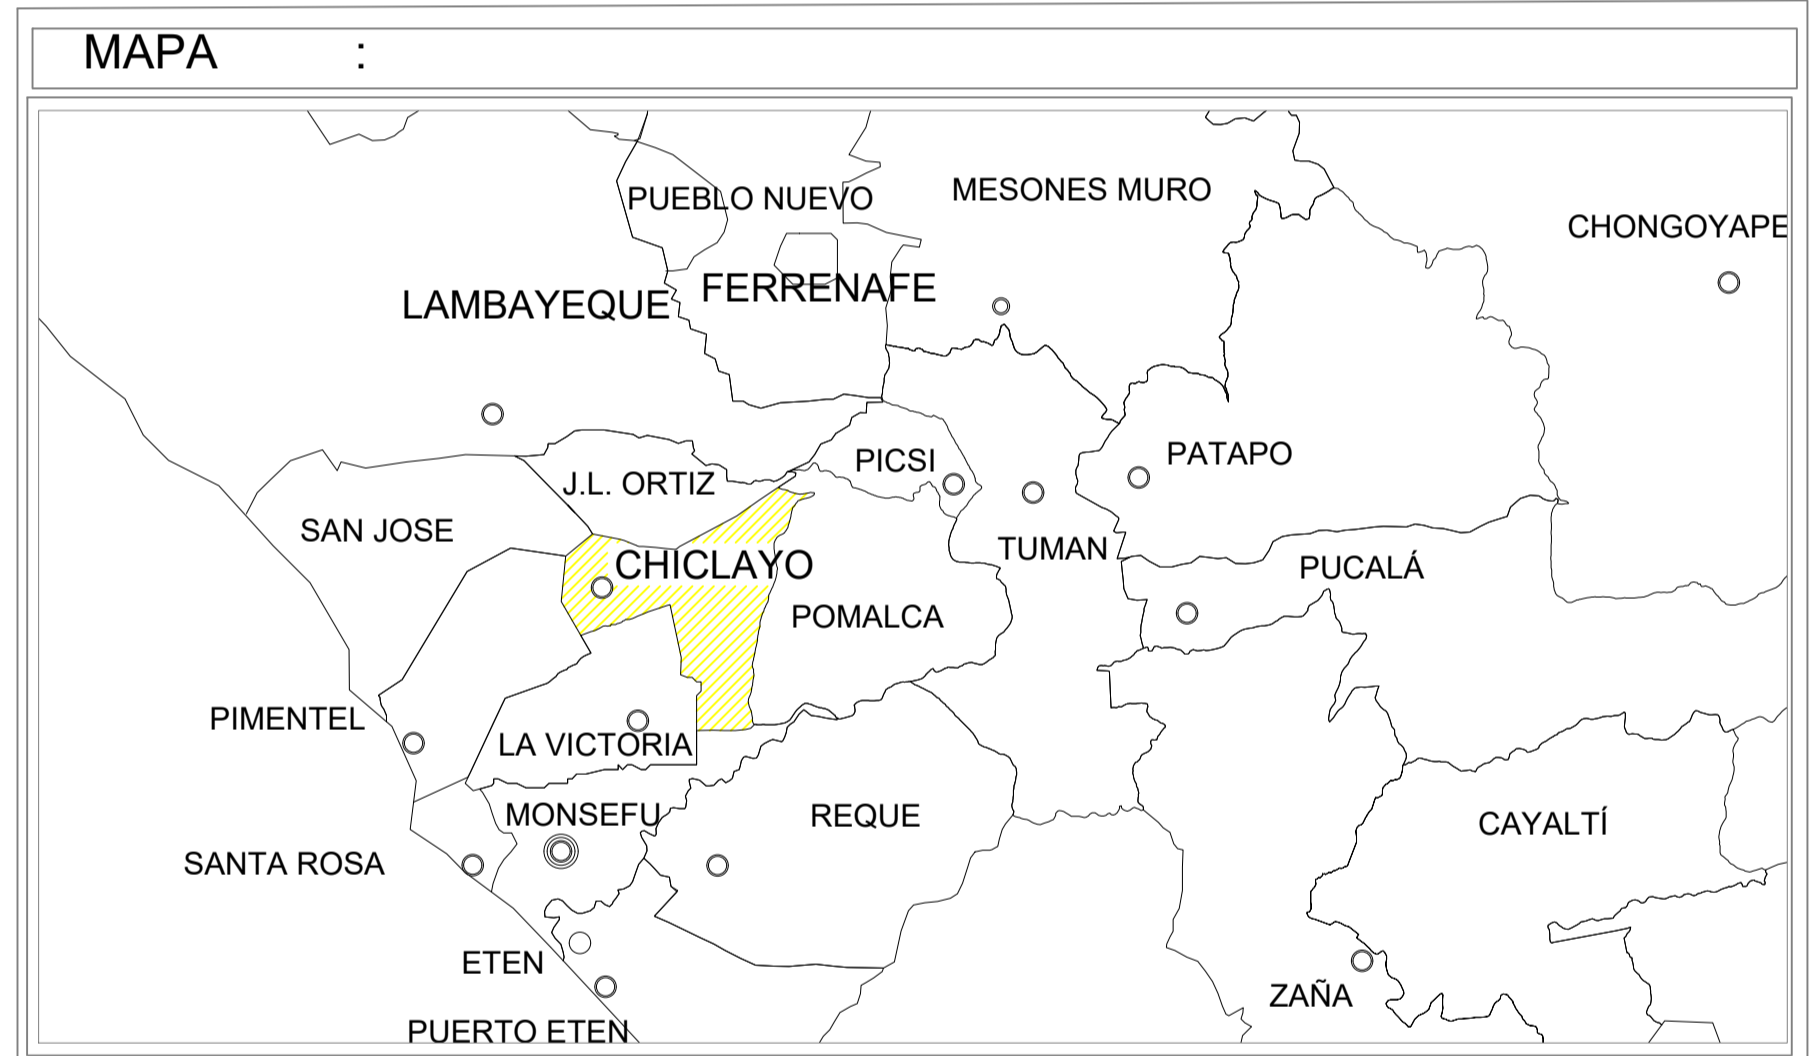 MAPA :
PUEBLO NUEVO
MESONES MURO
CHONGOYAPE
LAMBAYEQUE
FERRENAFE
PICSI
PATAPO
J.L. ORTIZ
SAN JOSE
TUMAN
CHICLAYO
PUCALÁ
POMALCA
PIMENTEL
LA VICTORIA
MONSEFU
REQUE
CAYALTÍ
SANTA ROSA
ETEN
ZAÑA
PUERTO ETEN